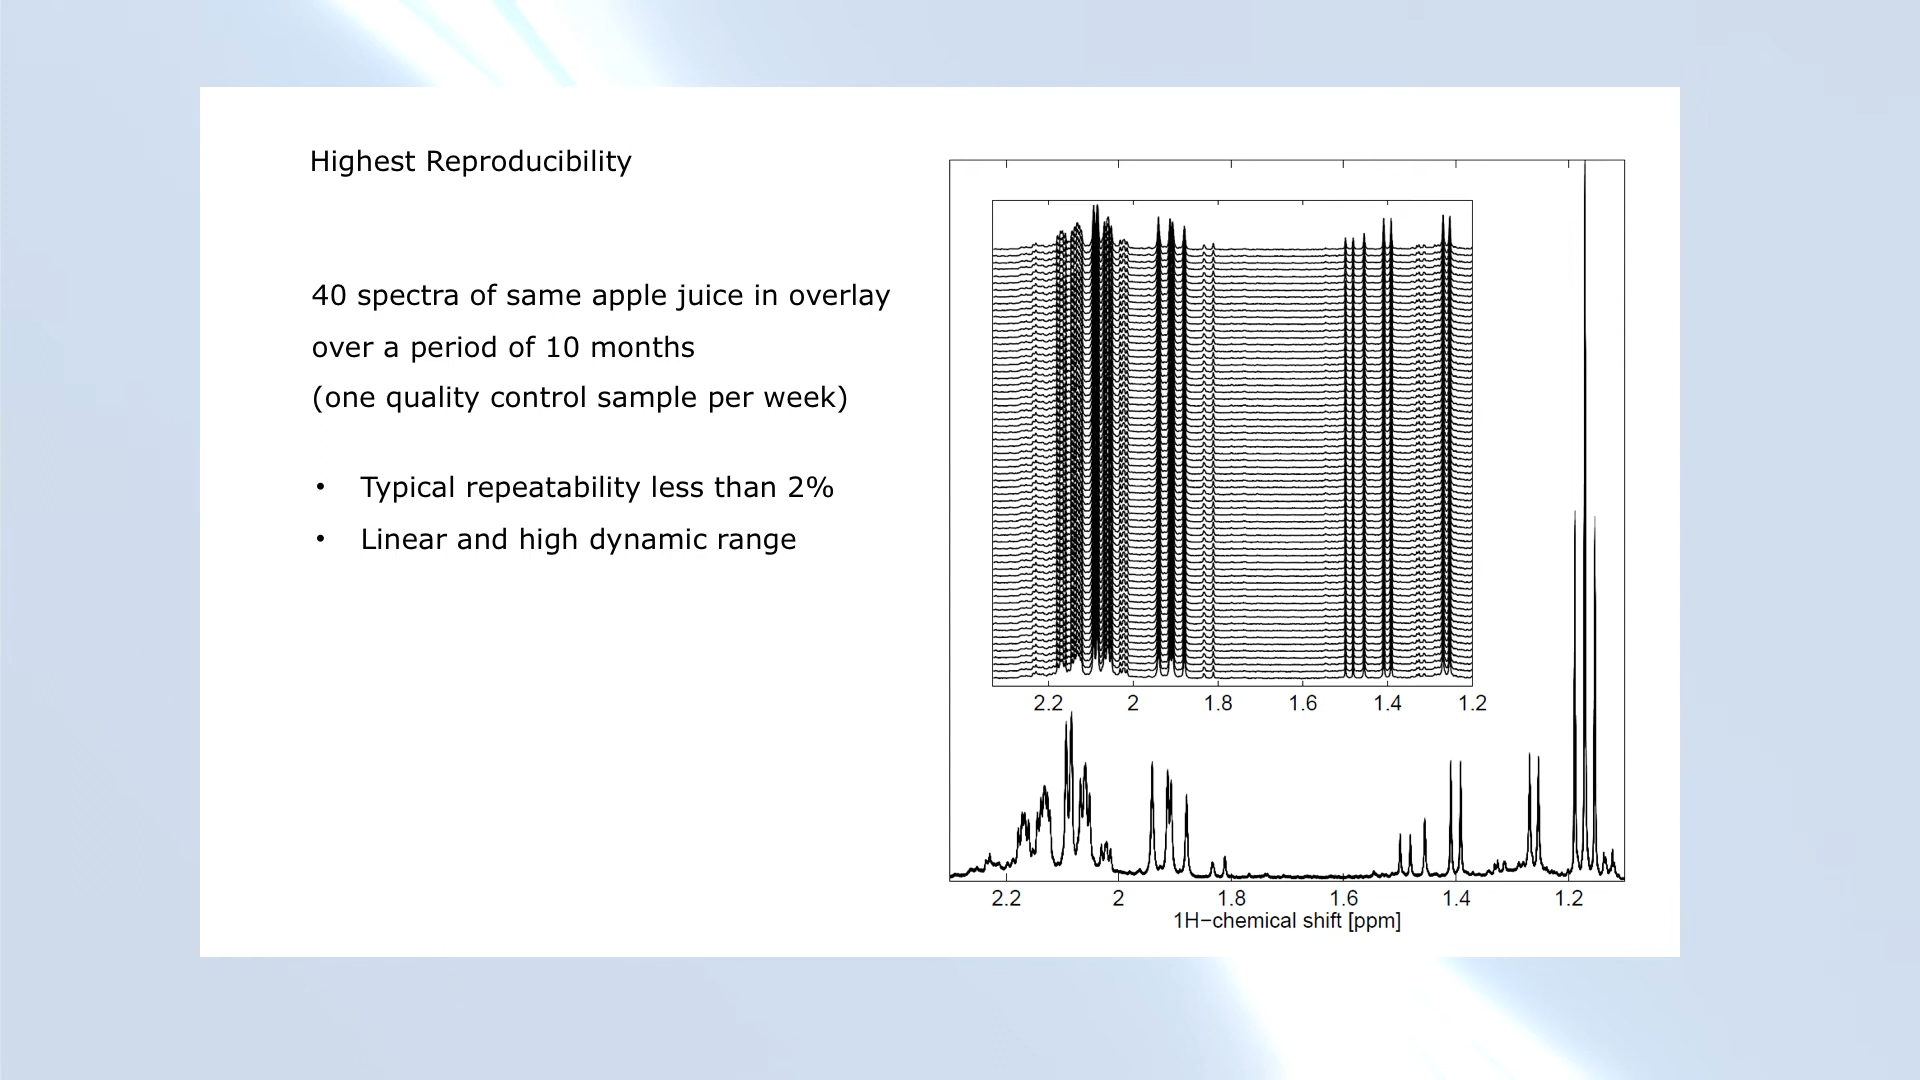 Highest Reproducibility
40 spectra of same apple juice in overlay
over a period of 10 months
(one quality control sample per week)
• Typical repeatability less than 2%
• Linear and high dynamic range
2.2 2 1.8 1.6 1.4 1.2
2.2 2 1.8 1.6 1.4 1.2
1H−chemical shift [ppm]